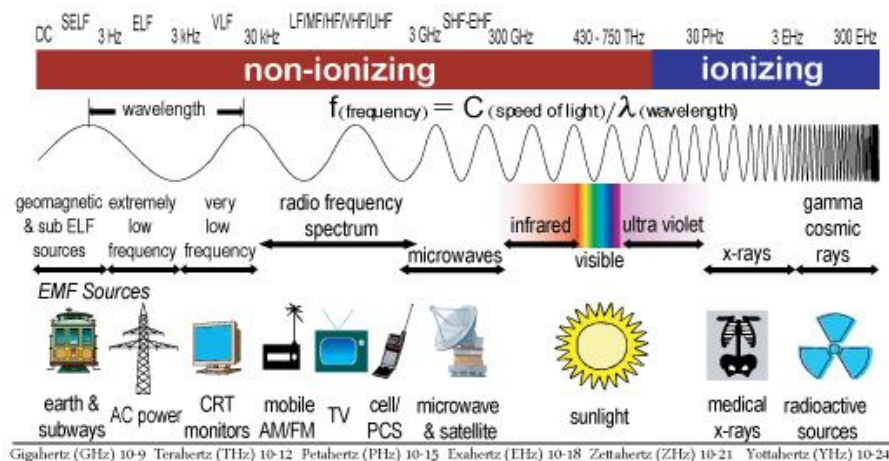 DC SELF 3 Hz ELF 3 kHz VLF 30 kHz LF/MF/HF/VHF/UHF 3 GHz SHF-EHF 300 GHz 430 - 750 THz 30 PHz 3 EHz 300 EHz
non-ionizing ionizing
wavelength f(frequency) = C (speed of light) / λ (wavelength)
geomagnetic & sub ELF sources
extremely low frequency
very low frequency
radio frequency spectrum
microwaves
infrared
visible
ultra violet
x-rays
gamma cosmic rays
EMF Sources
earth & subways
AC power
CRT monitors
mobile AM/FM
TV
cell/ PCS
microwave & satellite
sunlight
medical x-rays
radioactive sources
Gigahertz (GHz) 10-9 Terahertz (THz) 10-12 Petahertz (PHz) 10-15 Exahertz (EHz) 10-18 Zettahertz (ZHz) 10-21 Yottahertz (YHz) 10-24